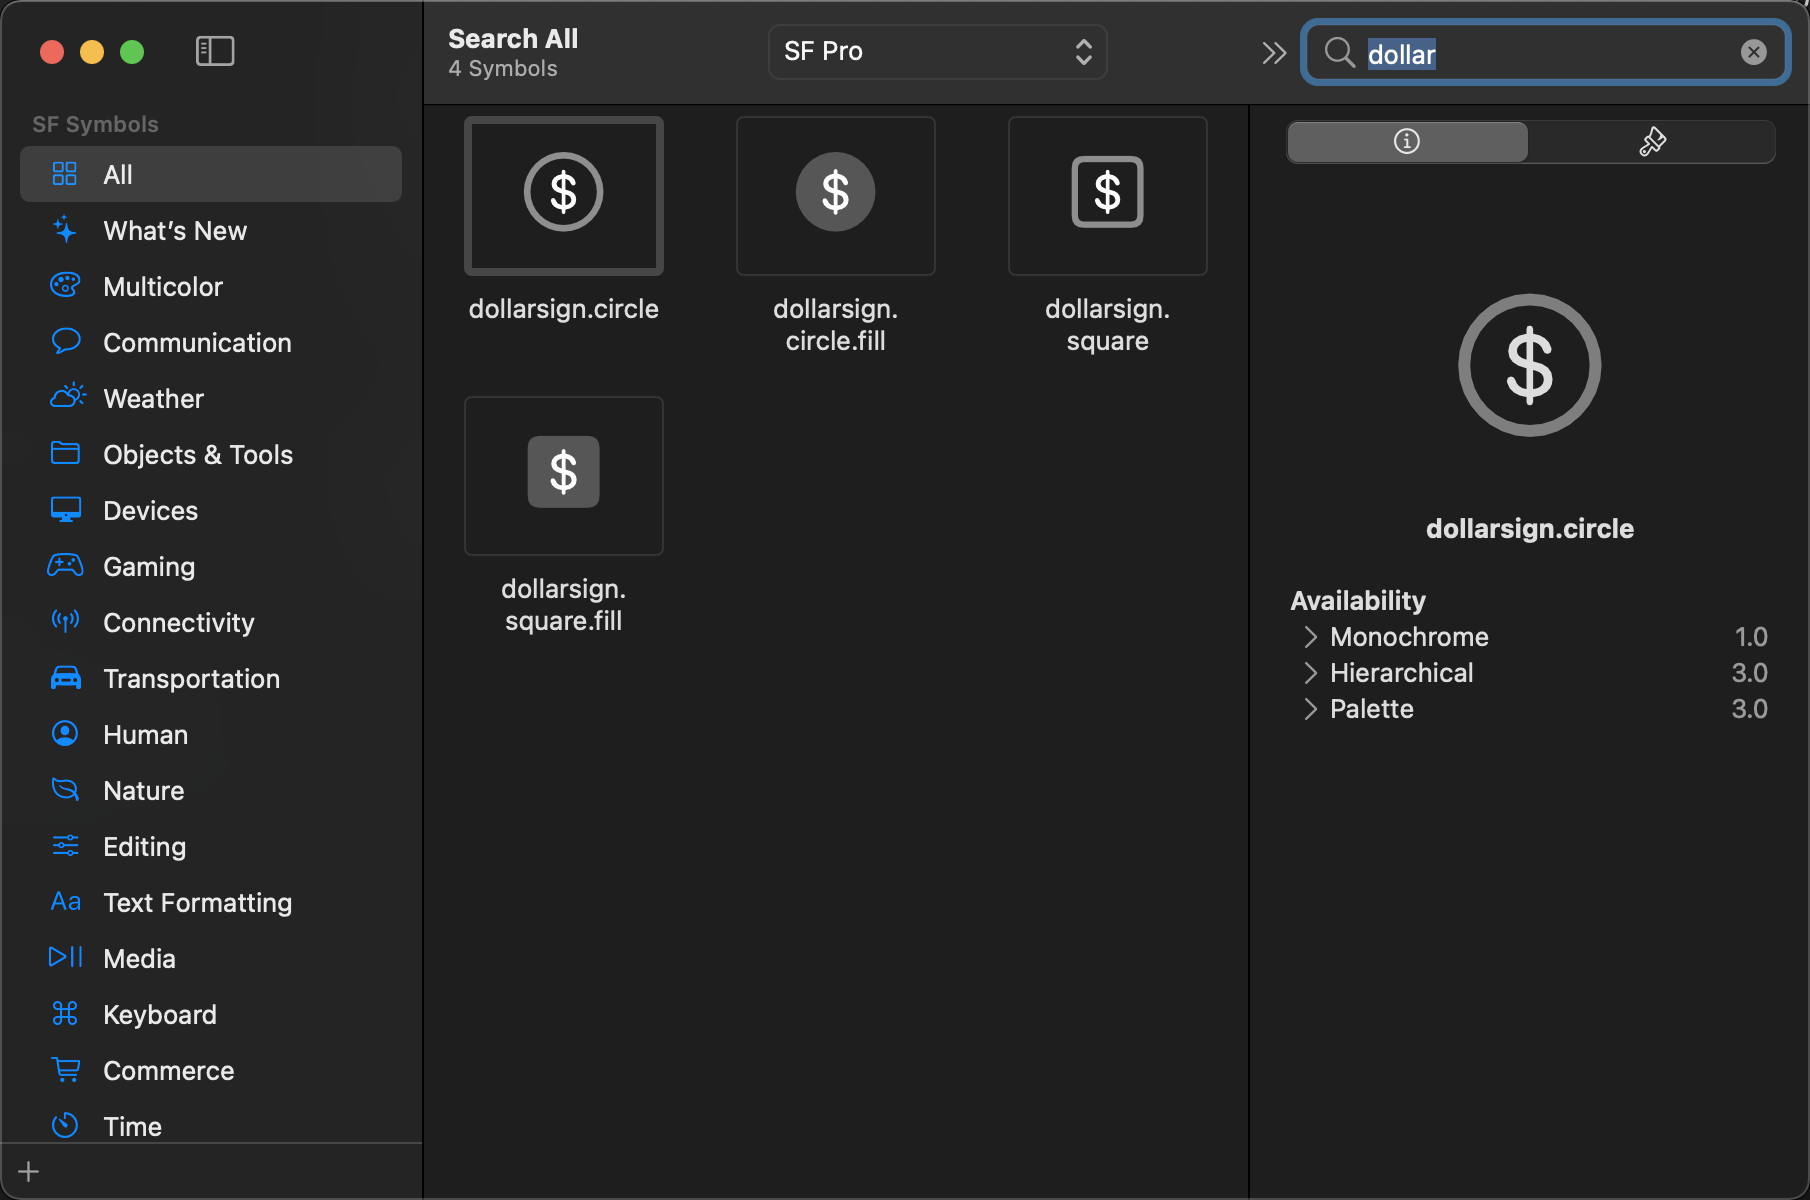 Search All
4 Symbols
SF Pro
dollar
SF Symbols
All
What’s New
Multicolor
Communication
Weather
Objects & Tools
Devices
Gaming
Connectivity
Transportation
Human
Nature
Editing
Aa Text Formatting
Media
Keyboard
Commerce
Time
$
dollarsign.circle
$
dollarsign.
circle.fill
$
dollarsign.
square
$
dollarsign.
square.fill
$
dollarsign.circle
Availability
Monochrome 1.0
Hierarchical 3.0
Palette 3.0